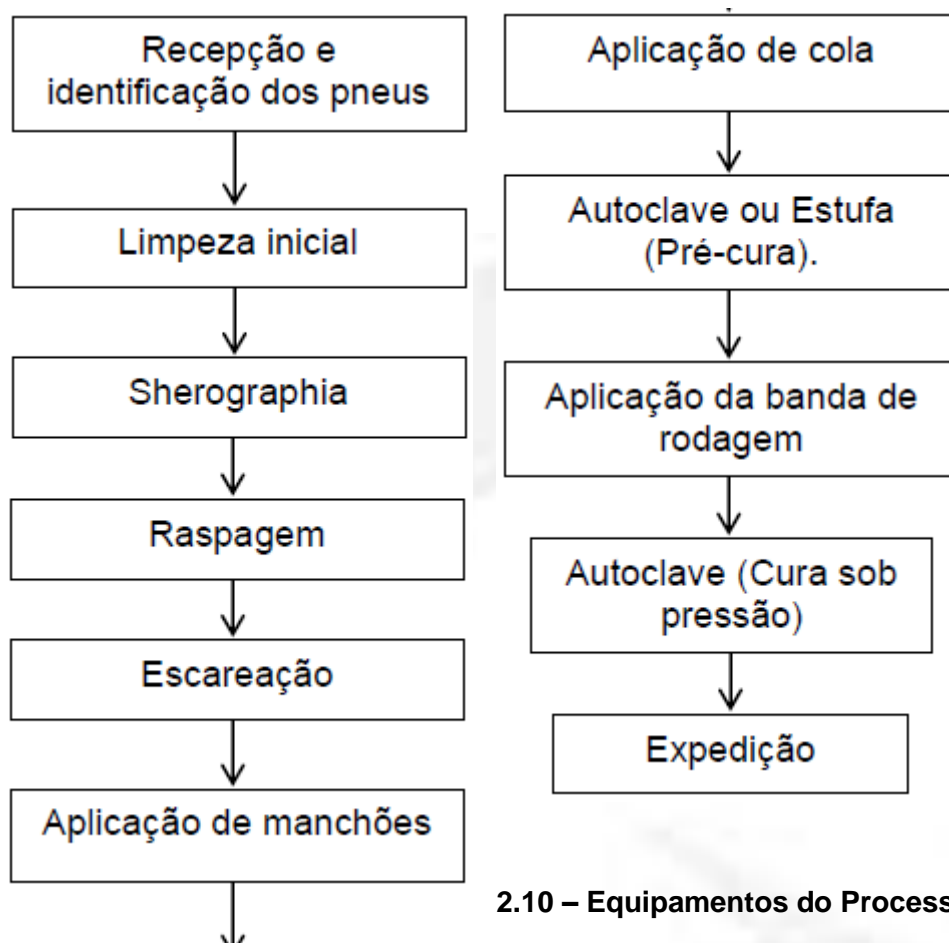 Recepção e
identificação dos pneus
Limpeza inicial
Sherographia
Raspagem
Escareação
Aplicação de manchões
Aplicação de cola
Autoclave ou Estufa
(Pré-cura).
Aplicação da banda de
rodagem
Autoclave (Cura sob
pressão)
Expedição
2.10 – Equipamentos do Process